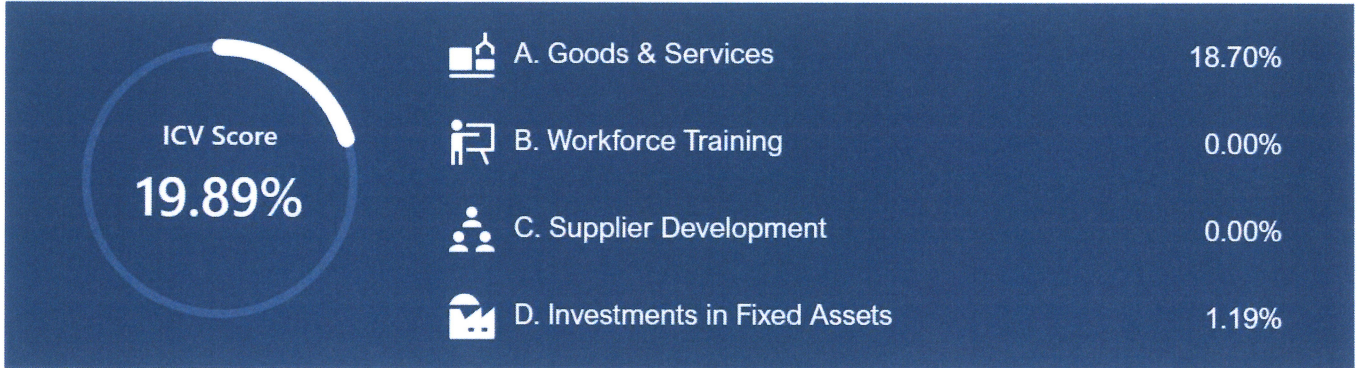 ICV Score
19.89%
A. Goods & Services 18.70%
B. Workforce Training 0.00%
C. Supplier Development 0.00%
D. Investments in Fixed Assets 1.19%